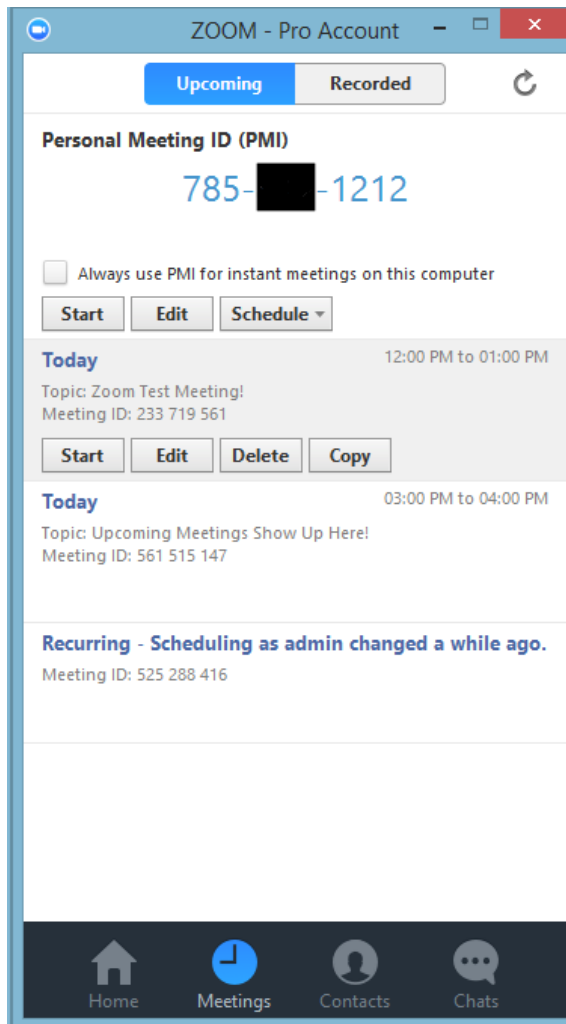 ZOOM - Pro Account
Upcoming Recorded
Personal Meeting ID (PMI)
785- -1212
Always use PMI for instant meetings on this computer
Start Edit Schedule
Today 12:00 PM to 01:00 PM
Topic: Zoom Test Meeting!
Meeting ID: 233 719 561
Start Edit Delete Copy
Today 03:00 PM to 04:00 PM
Topic: Upcoming Meetings Show Up Here!
Meeting ID: 561 515 147
Recurring - Scheduling as admin changed a while ago.
Meeting ID: 525 288 416
Home Meetings Contacts Chats